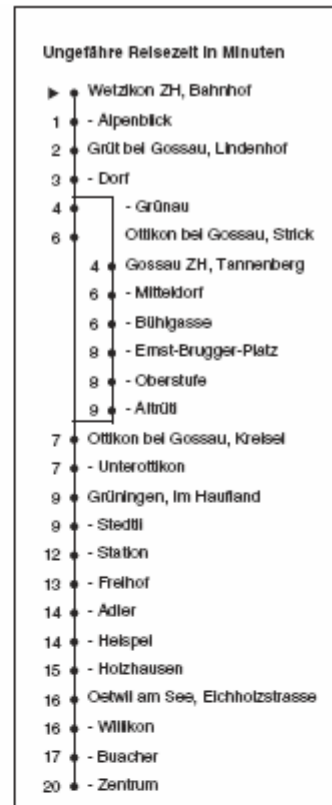 Ungefähre Reisezeit in Minuten
Wetzikon ZH, Bahnhof
1 - Alpenblick
2 Grüt bei Gossau, Lindenhof
3 - Dorf
4 - Grünau
6 Ottikon bei Gossau, Strick
4 Gossau ZH, Tannenberg
6 - Mitteldorf
6 - Bühlgasse
8 - Ernst-Brugger-Platz
8 - Oberstufe
9 - Altrüti
7 Ottikon bei Gossau, Kreisel
7 - Unterottikon
9 Grüningen, Im Haufland
9 - Stedtli
12 - Station
13 - Freihof
14 - Adler
14 - Heispel
15 - Holzhausen
16 Oetwil am See, Eichholzstrasse
16 - Willikon
17 - Buacher
20 - Zentrum